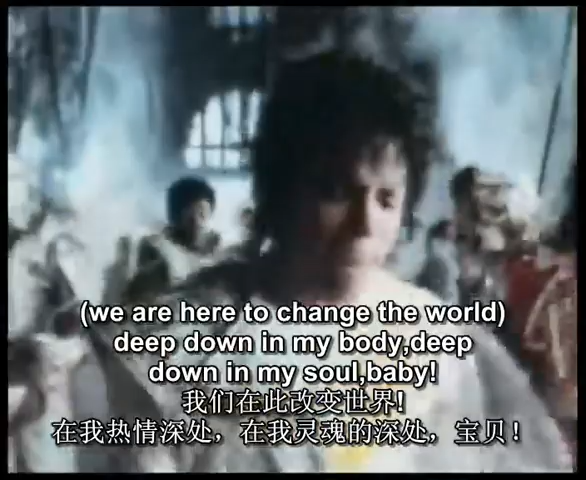 (we are here to change the world)
deep down in my body,deep
down in my soul,baby!
我们在此改变世界!
在我热情深处，在我灵魂的深处，宝贝！